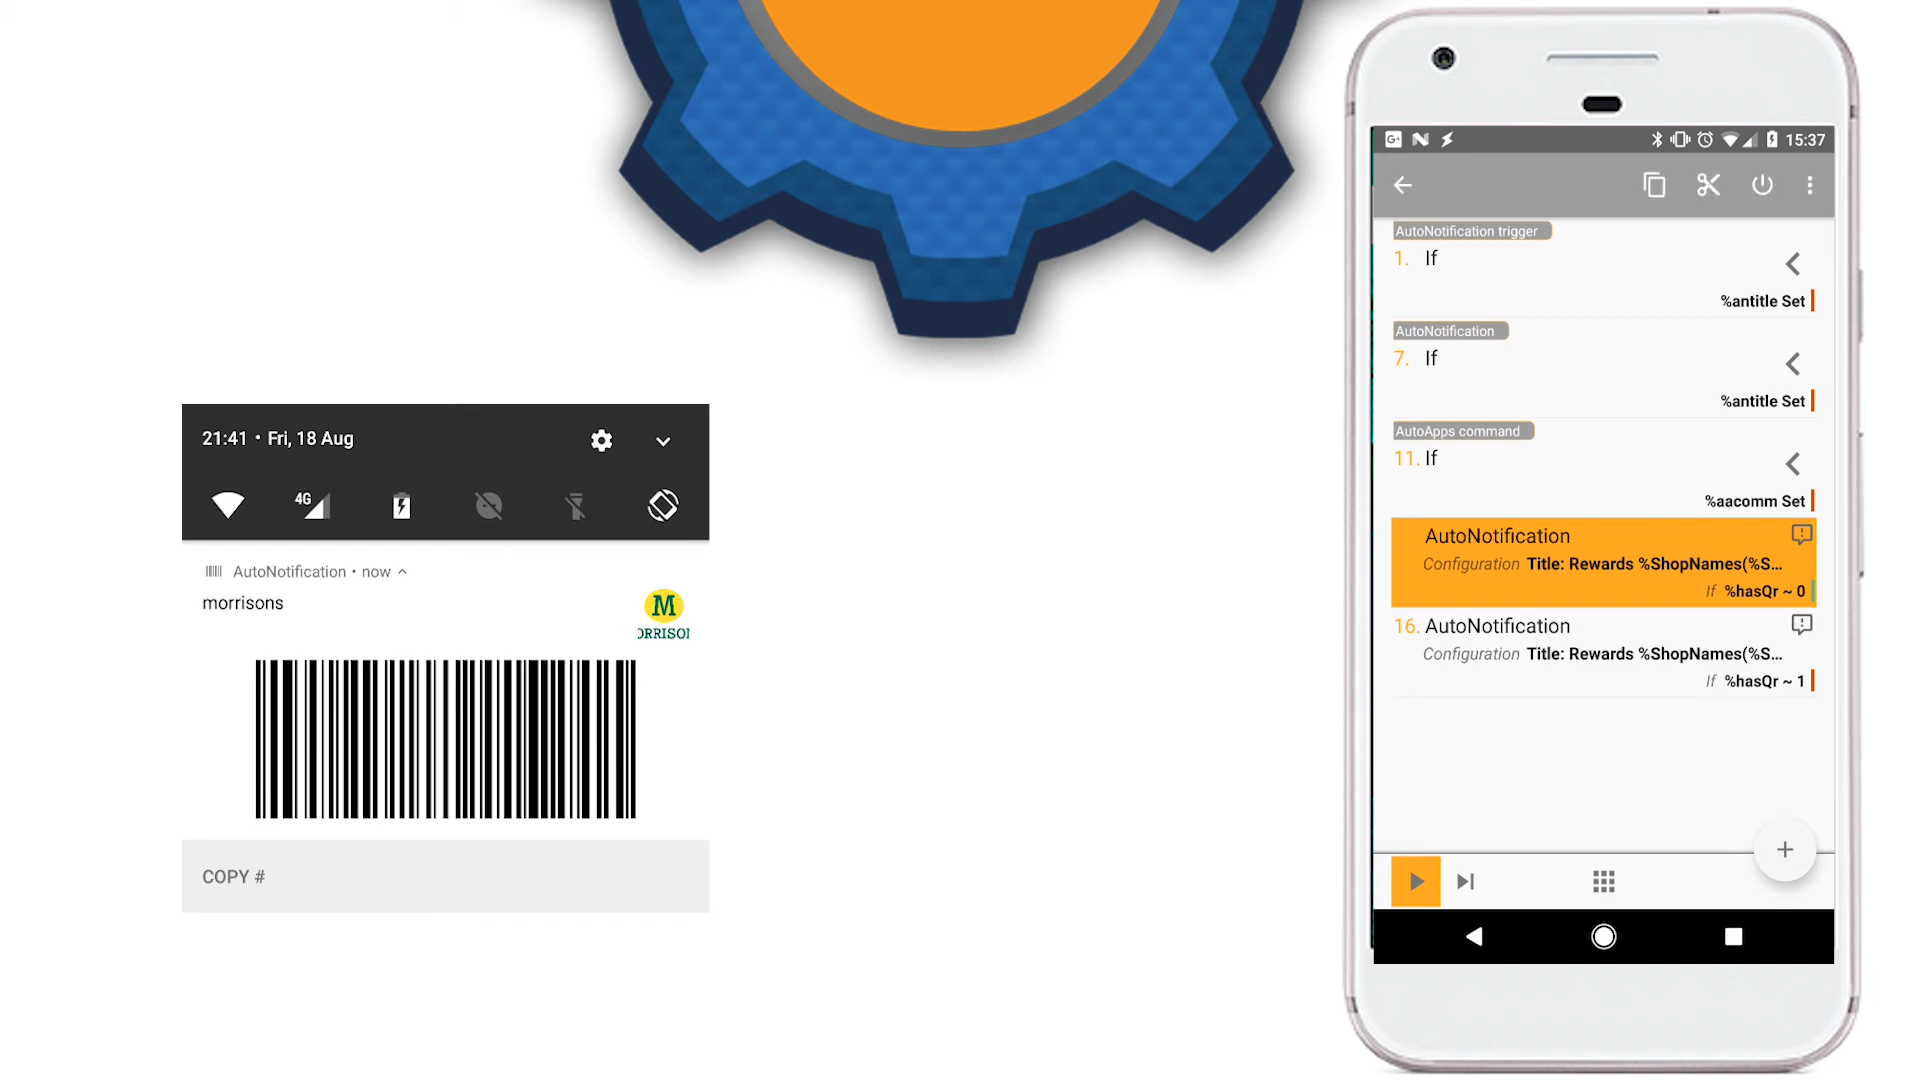 21:41 • Fri, 18 Aug
4G
AutoNotification • now
morrisons
M
ORRISON
COPY #
G+ N 15:37
AutoNotification trigger
1. If
%antitle Set
AutoNotification
7. If
%antitle Set
AutoApps command
11. If
%aacomm Set
AutoNotification
Configuration Title: Rewards %ShopNames(%S...
If %hasQr ~ 0
16. AutoNotification
Configuration Title: Rewards %ShopNames(%S...
If %hasQr ~ 1